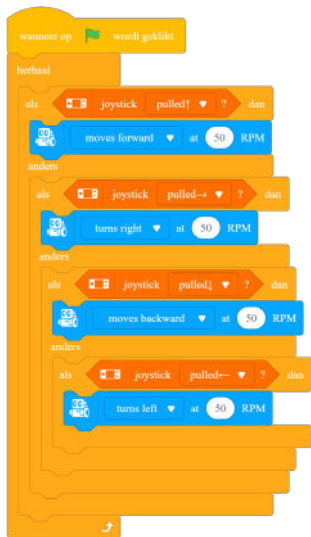 wanneer op wordt geklikt
herhaal
als joystick pulled↑ ? dan
moves forward at 50 RPM
anders
als joystick pulled→ ? dan
turns right at 50 RPM
anders
als joystick pulled↓ ? dan
moves backward at 50 RPM
anders
als joystick pulled← ? dan
turns left at 50 RPM